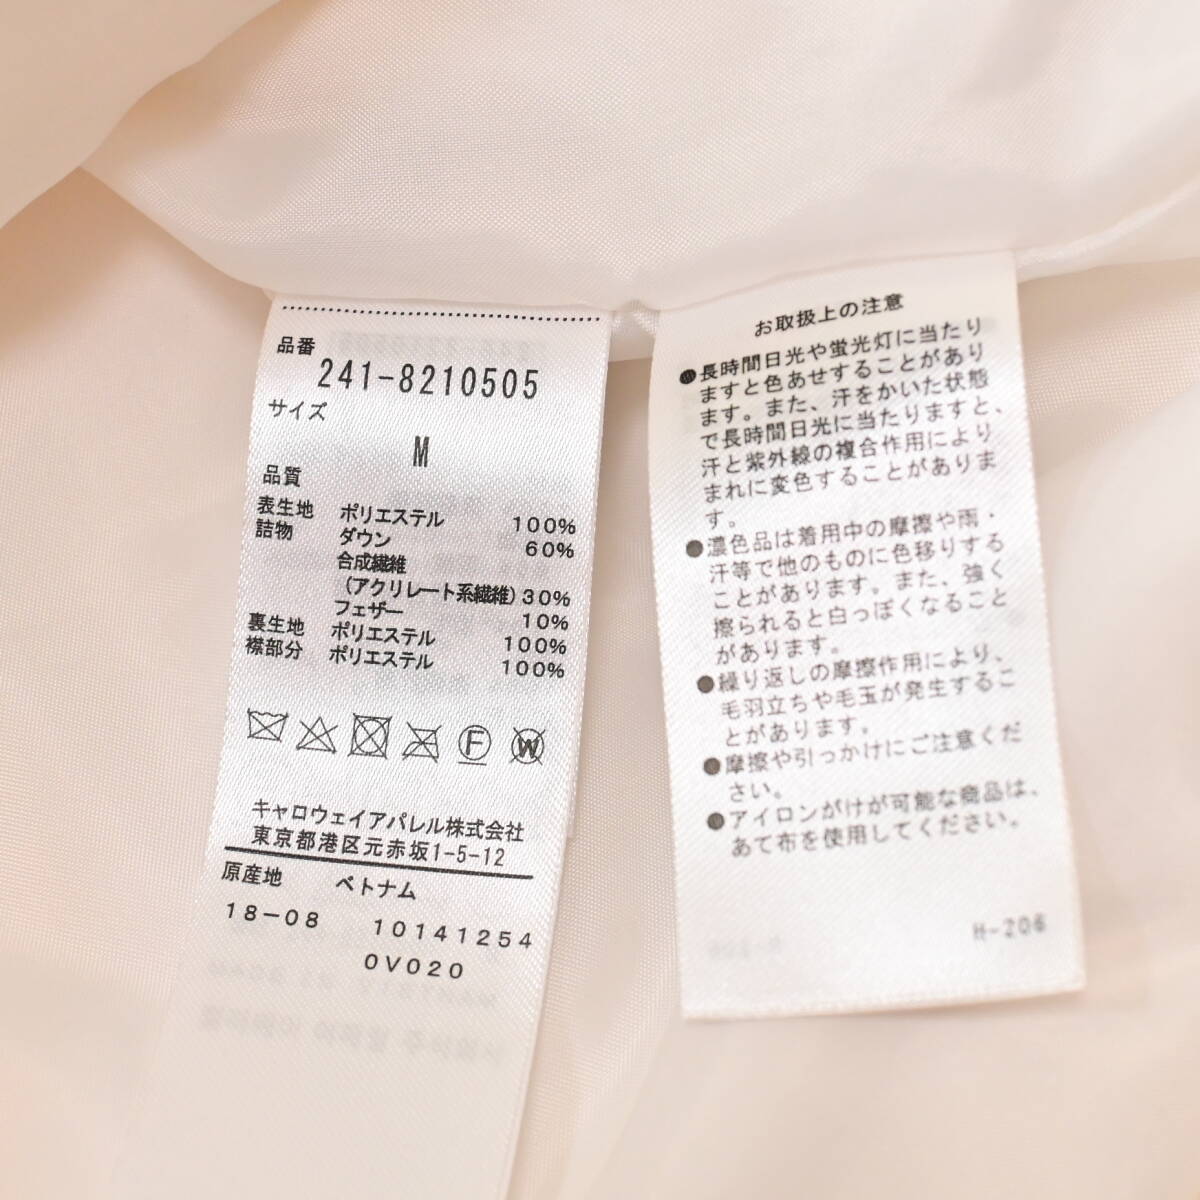 品番
241-8210505
サイズ
M
品質
表生地 ポリエステル 100%
詰物 ダウン 60%
合成繊維
(アクリレート系繊維) 30%
フェザー 10%
裏生地 ポリエステル 100%
襟部分 ポリエステル 100%
F W
キャロウェイアパレル株式会社
東京都港区元赤坂1-5-12
原産地 ベトナム
18-08 10141254
0V020
お取扱上の注意
●長時間日光や蛍光灯に当たり
ますと色あせすることがあり
ます。また、汗をかいた状態
で長時間日光に当たりますと、
汗と紫外線の複合作用により
まれに変色することがありま
す。
●濃色品は着用中の摩擦や雨・
汗等で他のものに色移りする
ことがあります。また、強く
擦られると白っぽくなること
があります。
●繰り返しの摩擦作用により、
毛羽立ちや毛玉が発生するこ
とがあります。
●摩擦や引っかけにご注意くだ
さい。
●アイロンがけが可能な商品は、
あて布を使用してください。
H-206